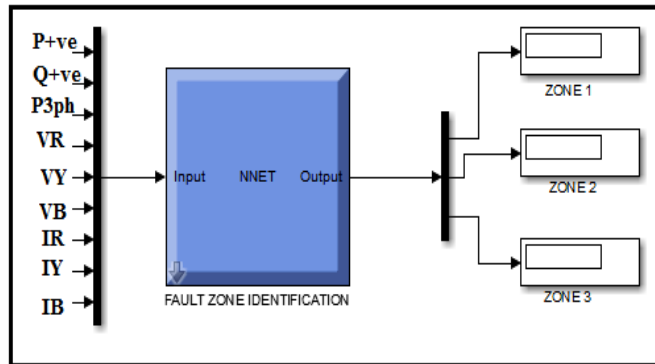 P+ve
Q+ve
P3ph
VR
VY
VB
IR
IY
IB
Input NNET Output
FAULT ZONE IDENTIFICATION
ZONE 1
ZONE 2
ZONE 3